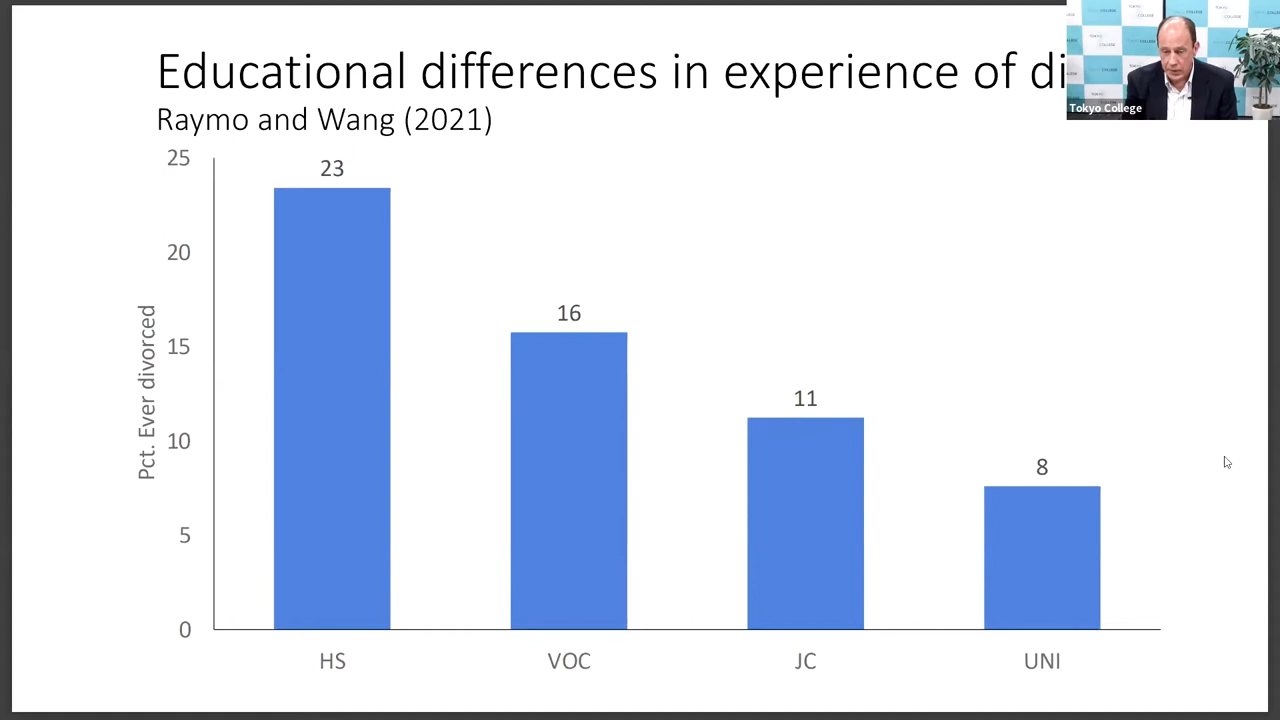 Educational differences in experience of di
Raymo and Wang (2021)
Tokyo College
25
20
15
10
5
0
Pct. Ever divorced
23
16
11
8
HS
VOC
JC
UNI